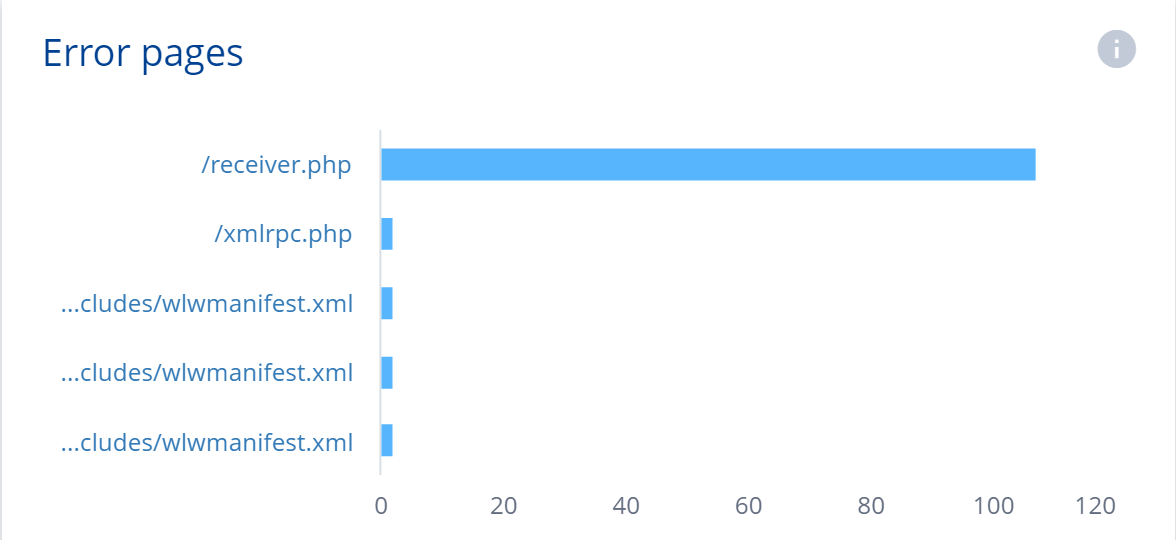 Error pages
i
/receiver.php
/xmlrpc.php
...cludes/wlwmanifest.xml
...cludes/wlwmanifest.xml
...cludes/wlwmanifest.xml
0 20 40 60 80 100 120